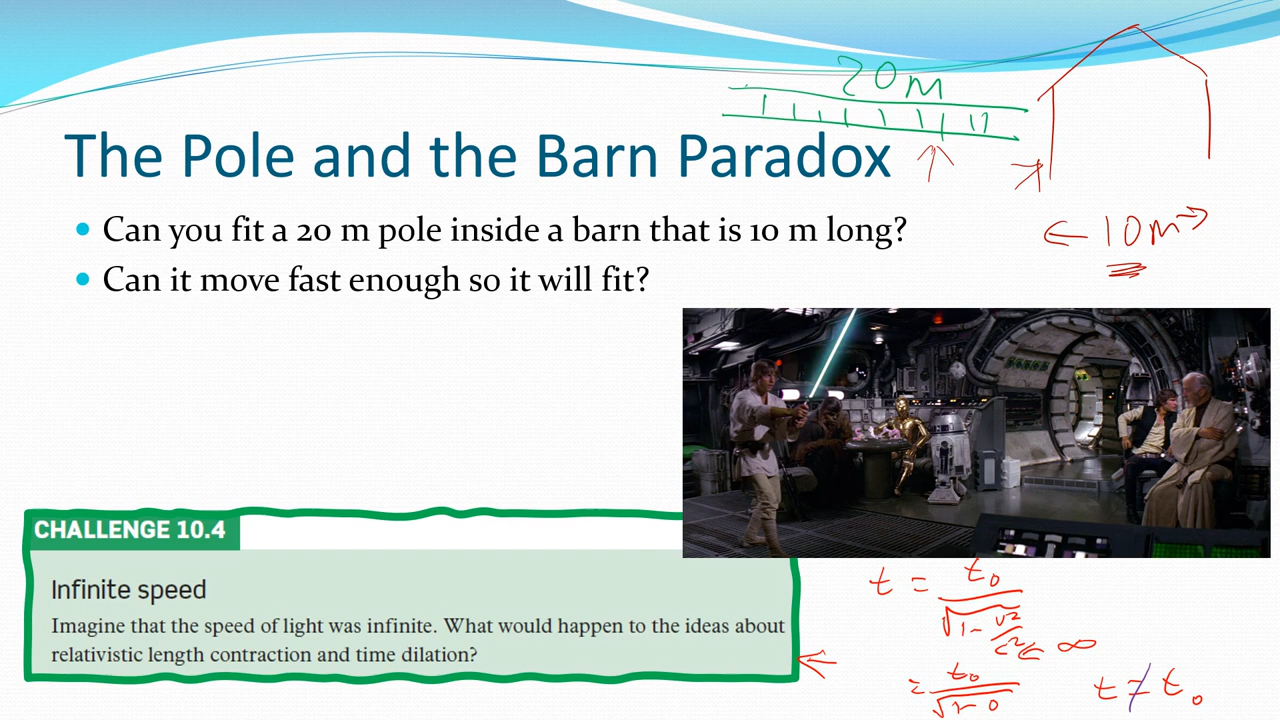 20m
The Pole and the Barn Paradox
• Can you fit a 20 m pole inside a barn that is 10 m long?
← 10m →
• Can it move fast enough so it will fit?
CHALLENGE 10.4
Infinite speed
Imagine that the speed of light was infinite. What would happen to the ideas about
relativistic length contraction and time dilation?
t = t₀/√(1-v²/c²) ← ∞
= t₀/√(1-0) t ≠ t₀